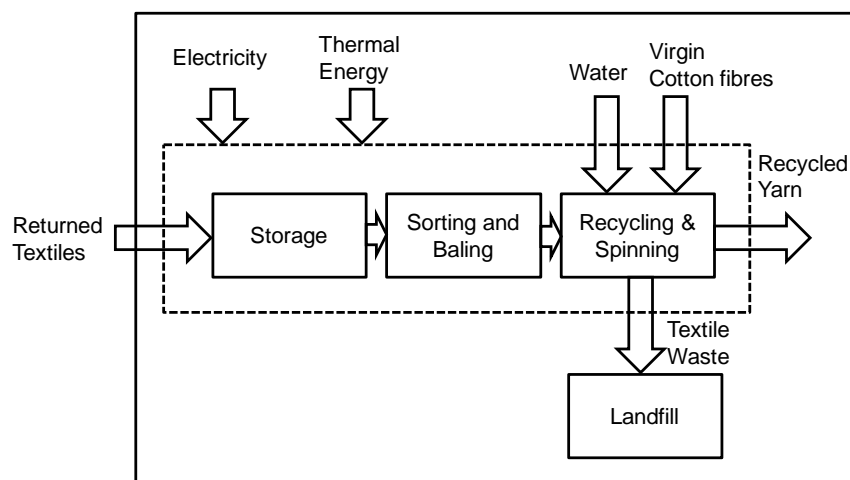 Electricity
Thermal
Energy
Water
Virgin
Cotton fibres
Recycled
Yarn
Returned
Textiles
Storage
Sorting and
Baling
Recycling &
Spinning
Textile
Waste
Landfill